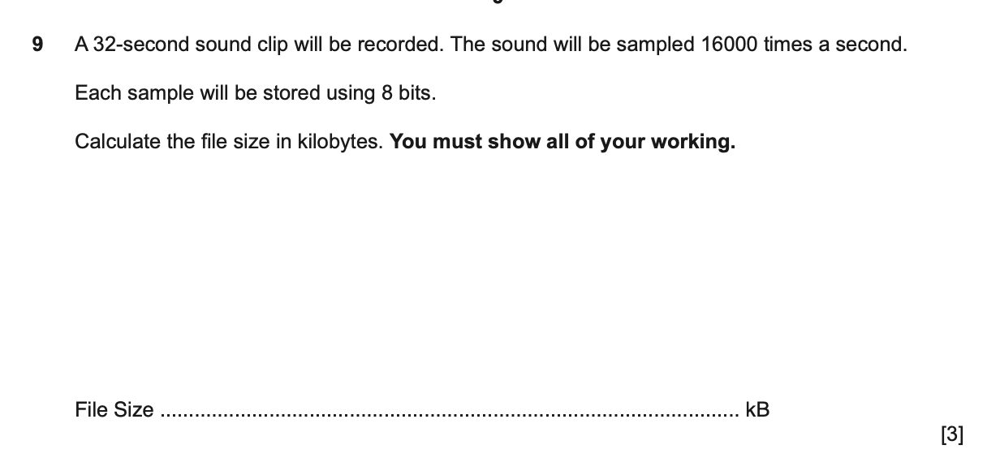 9 A 32-second sound clip will be recorded. The sound will be sampled 16000 times a second.
Each sample will be stored using 8 bits.
Calculate the file size in kilobytes. You must show all of your working.
File Size .................................................................................................... kB
[3]